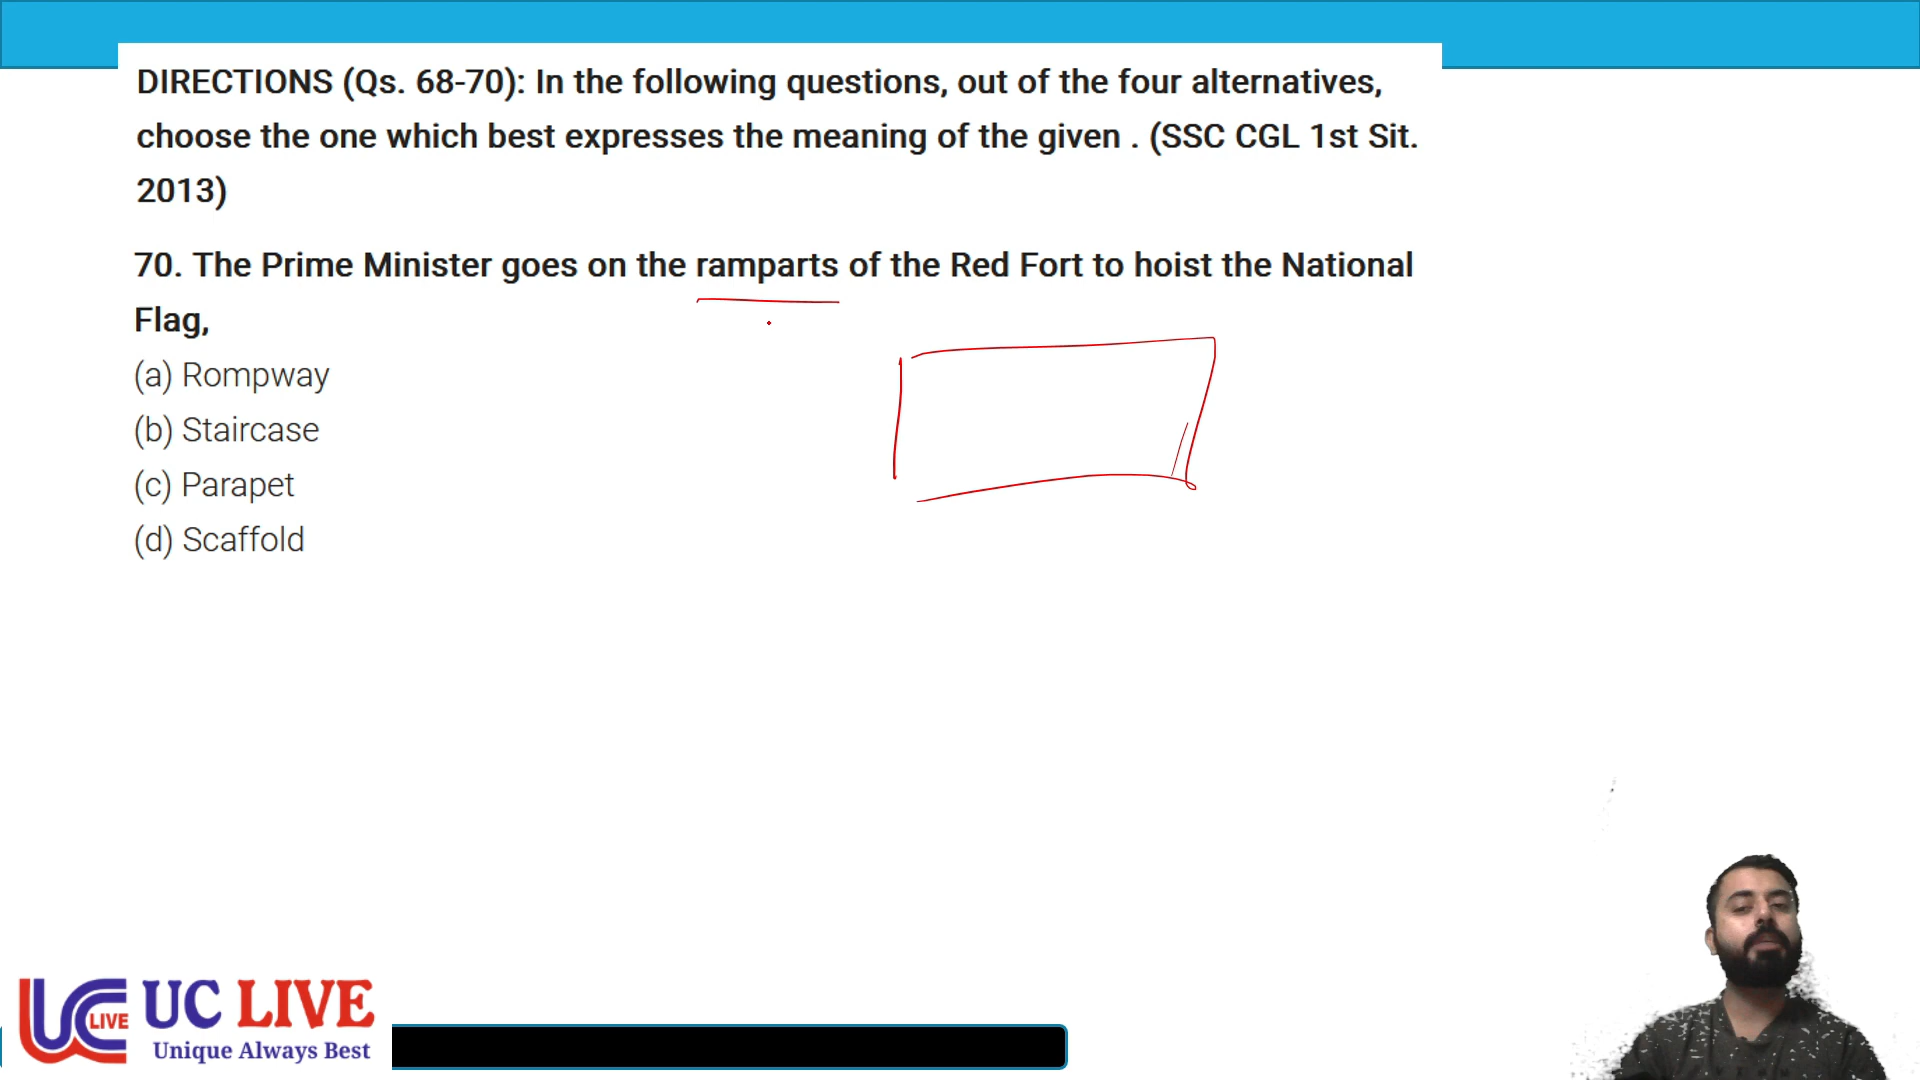 DIRECTIONS (Qs. 68-70): In the following questions, out of the four alternatives,
choose the one which best expresses the meaning of the given . (SSC CGL 1st Sit.
2013)
70. The Prime Minister goes on the ramparts of the Red Fort to hoist the National
Flag,
(a) Rompway
(b) Staircase
(c) Parapet
(d) Scaffold
UC LIVE
LIVE
Unique Always Best